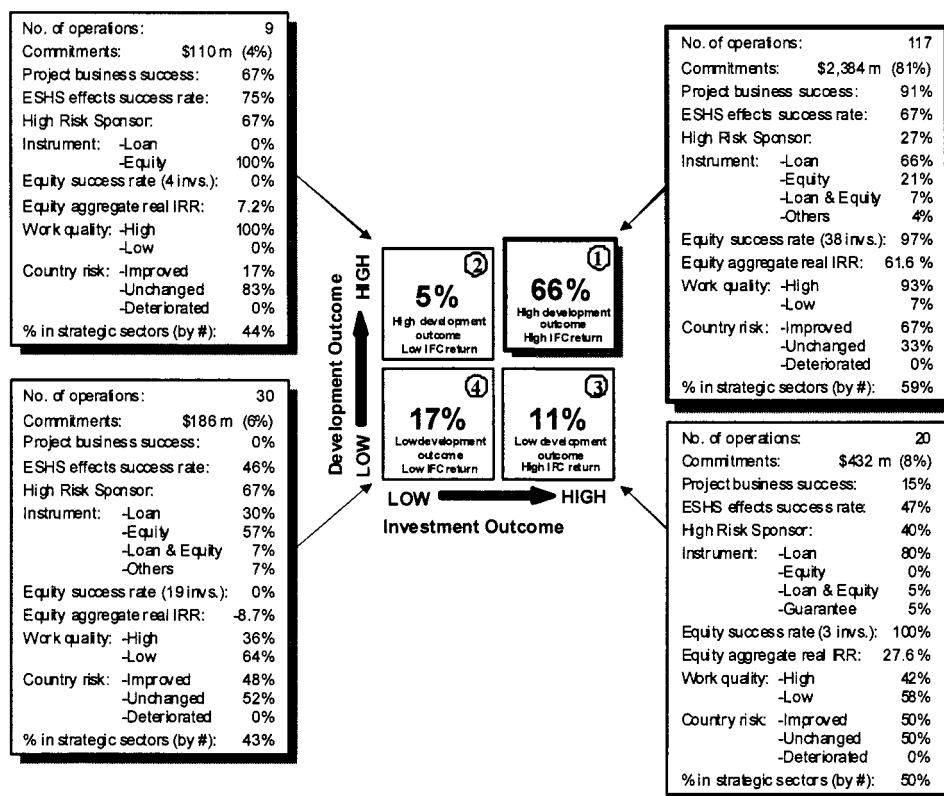 No. of operations: 9
Commitments: $110 m (4%)
Project business success: 67%
ESHS effects success rate: 75%
High Risk Sponsor: 67%
Instrument: -Loan 0%
-Equity 100%
Equity success rate (4 invs.): 0%
Equity aggregate real IRR: 7.2%
Work quality: -High 100%
-Low 0%
Country risk: -Improved 17%
-Unchanged 83%
-Deteriorated 0%
% in strategic sectors (by #): 44%
No. of operations: 117
Commitments: $2,384 m (81%)
Project business success: 91%
ESHS effects success rate: 67%
High Risk Sponsor: 27%
Instrument: -Loan 66%
-Equity 21%
-Loan & Equity 7%
-Others 4%
Equity success rate (38 invs.): 97%
Equity aggregate real IRR: 61.6 %
Work quality: -High 93%
-Low 7%
Country risk: -Improved 67%
-Unchanged 33%
-Deteriorated 0%
% in strategic sectors (by #): 59%
Development Outcome
LOW HIGH
2
5%
High development
outcome
Low IFC return
1
66%
High development
outcome
High IFC return
4
17%
Low development
outcome
Low IFC return
3
11%
Low development
outcome
High IFC return
LOW HIGH
Investment Outcome
No. of operations: 30
Commitments: $186 m (6%)
Project business success: 0%
ESHS effects success rate: 46%
High Risk Sponsor: 67%
Instrument: -Loan 30%
-Equity 57%
-Loan & Equity 7%
-Others 7%
Equity success rate (19 invs.): 0%
Equity aggregate real IRR: -8.7%
Work quality: -High 36%
-Low 64%
Country risk: -Improved 48%
-Unchanged 52%
-Deteriorated 0%
% in strategic sectors (by #): 43%
No. of operations: 20
Commitments: $432 m (8%)
Project business success: 15%
ESHS effects success rate: 47%
High Risk Sponsor: 40%
Instrument: -Loan 80%
-Equity 0%
-Loan & Equity 5%
-Guarantee 5%
Equity success rate (3 invs.): 100%
Equity aggregate real IRR: 27.6 %
Work quality: -High 42%
-Low 58%
Country risk: -Improved 50%
-Unchanged 50%
-Deteriorated 0%
% in strategic sectors (by #): 50%